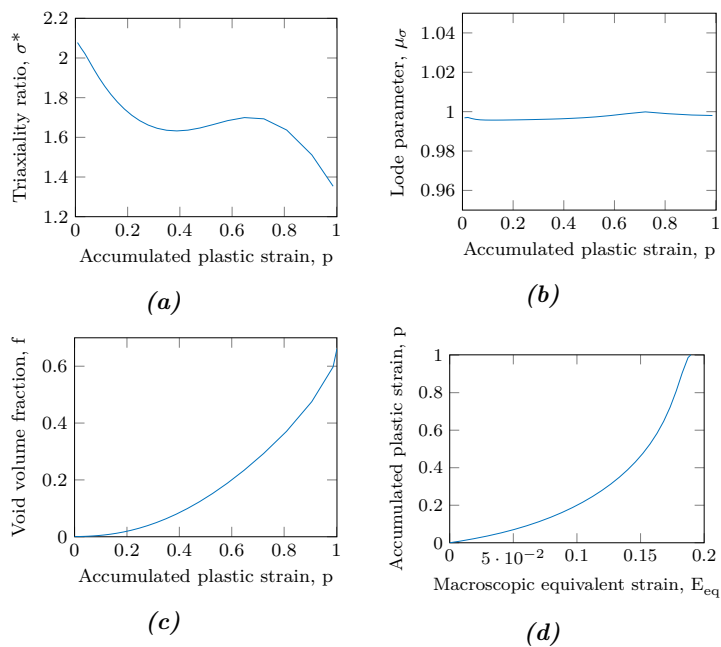 2.2
2
1.8
1.6
1.4
1.2
0 0.2 0.4 0.6 0.8 1
Triaxiality ratio, σ*
Accumulated plastic strain, p
(a)
1.04
1.02
1
0.98
0.96
0 0.2 0.4 0.6 0.8 1
Lode parameter, μσ
Accumulated plastic strain, p
(b)
0.6
0.4
0.2
0
0 0.2 0.4 0.6 0.8 1
Void volume fraction, f
Accumulated plastic strain, p
(c)
1
0.8
0.6
0.4
0.2
0
0 5 · 10⁻² 0.1 0.15 0.2
Accumulated plastic strain, p
Macroscopic equivalent strain, Eeq
(d)